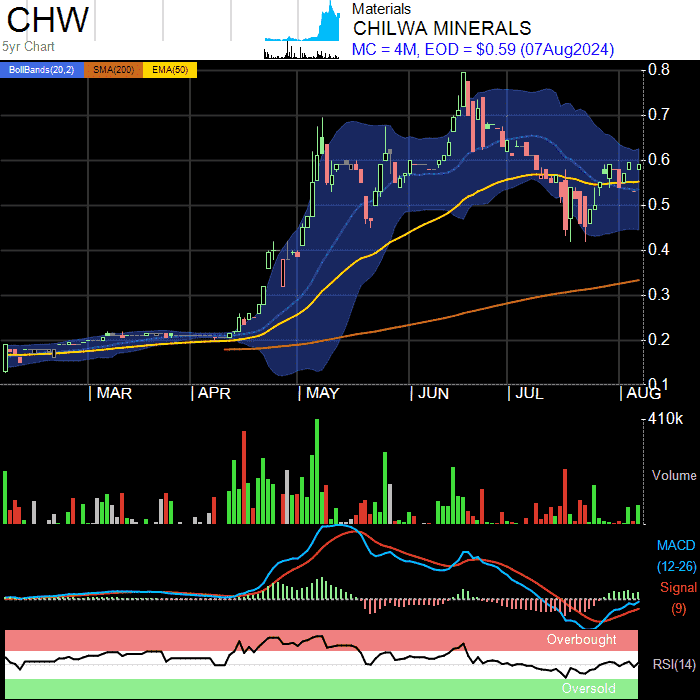 CHW
5yr Chart
Materials
CHILWA MINERALS
MC = 4M, EOD = $0.59 (07Aug2024)
BollBands(20,2) SMA(200) EMA(50)
0.8
0.7
0.6
0.5
0.4
0.3
0.2
0.1
MAR APR MAY JUN JUL AUG
410k
Volume
MACD
(12-26)
Signal
(9)
Overbought
RSI(14)
Oversold